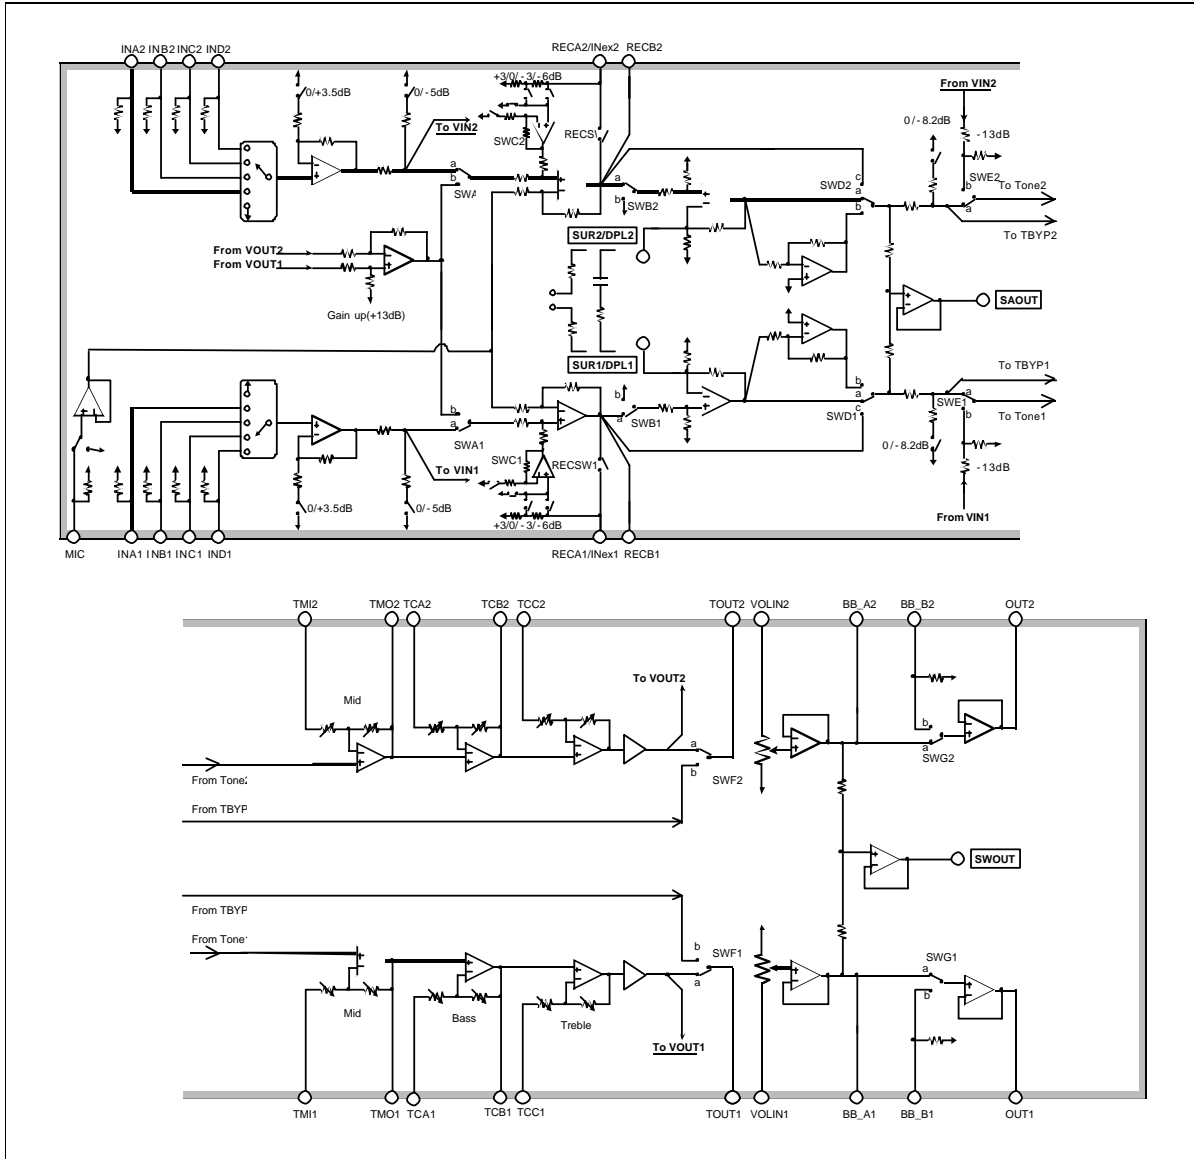 INA2 INB2 INC2 IND2 RECA2/INex2 RECB2
+3/0/-3/-6dB
0/+3.5dB 0/-5dB
From VIN2
0/-8.2dB
-13dB
To VIN2
SWC2
RECS
a
b
SWA
a
b
SWB2
SWD2
c
a
b
b
a
SWE2
To Tone2
To TBYP2
From VOUT2
From VOUT1
SUR2/DPL2
Gain up(+13dB)
SAOUT
SUR1/DPL1
To TBYP1
To Tone1
b
a
SWA1
b
a
SWB1
b
a
c
SWD1
SWE1
a
b
To VIN1
SWC1
RECSW1
0/-8.2dB
-13dB
0/+3.5dB 0/-5dB
+3/0/-3/-6dB
From VIN1
MIC INA1 INB1 INC1 IND1 RECA1/INex1 RECB1
TMI2 TMO2 TCA2 TCB2 TCC2 TOUT2 VOLIN2 BB_A2 BB_B2 OUT2
To VOUT2
Mid
a
b
SWF2
b
a
SWG2
From Tone2
From TBYP
SWOUT
From TBYP
From Tone
b
a
SWF1
SWG1
a
b
Mid
Bass
Treble
To VOUT1
TMI1 TMO1 TCA1 TCB1 TCC1 TOUT1 VOLIN1 BB_A1 BB_B1 OUT1